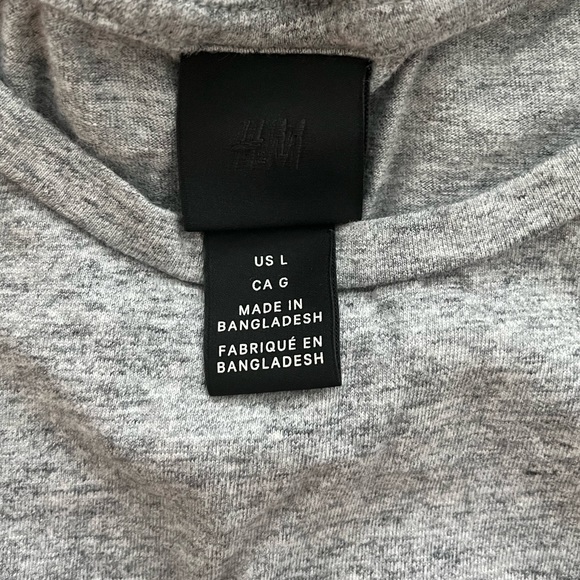 H&M
US L
CA G
MADE IN
BANGLADESH
FABRIQUÉ EN
BANGLADESH